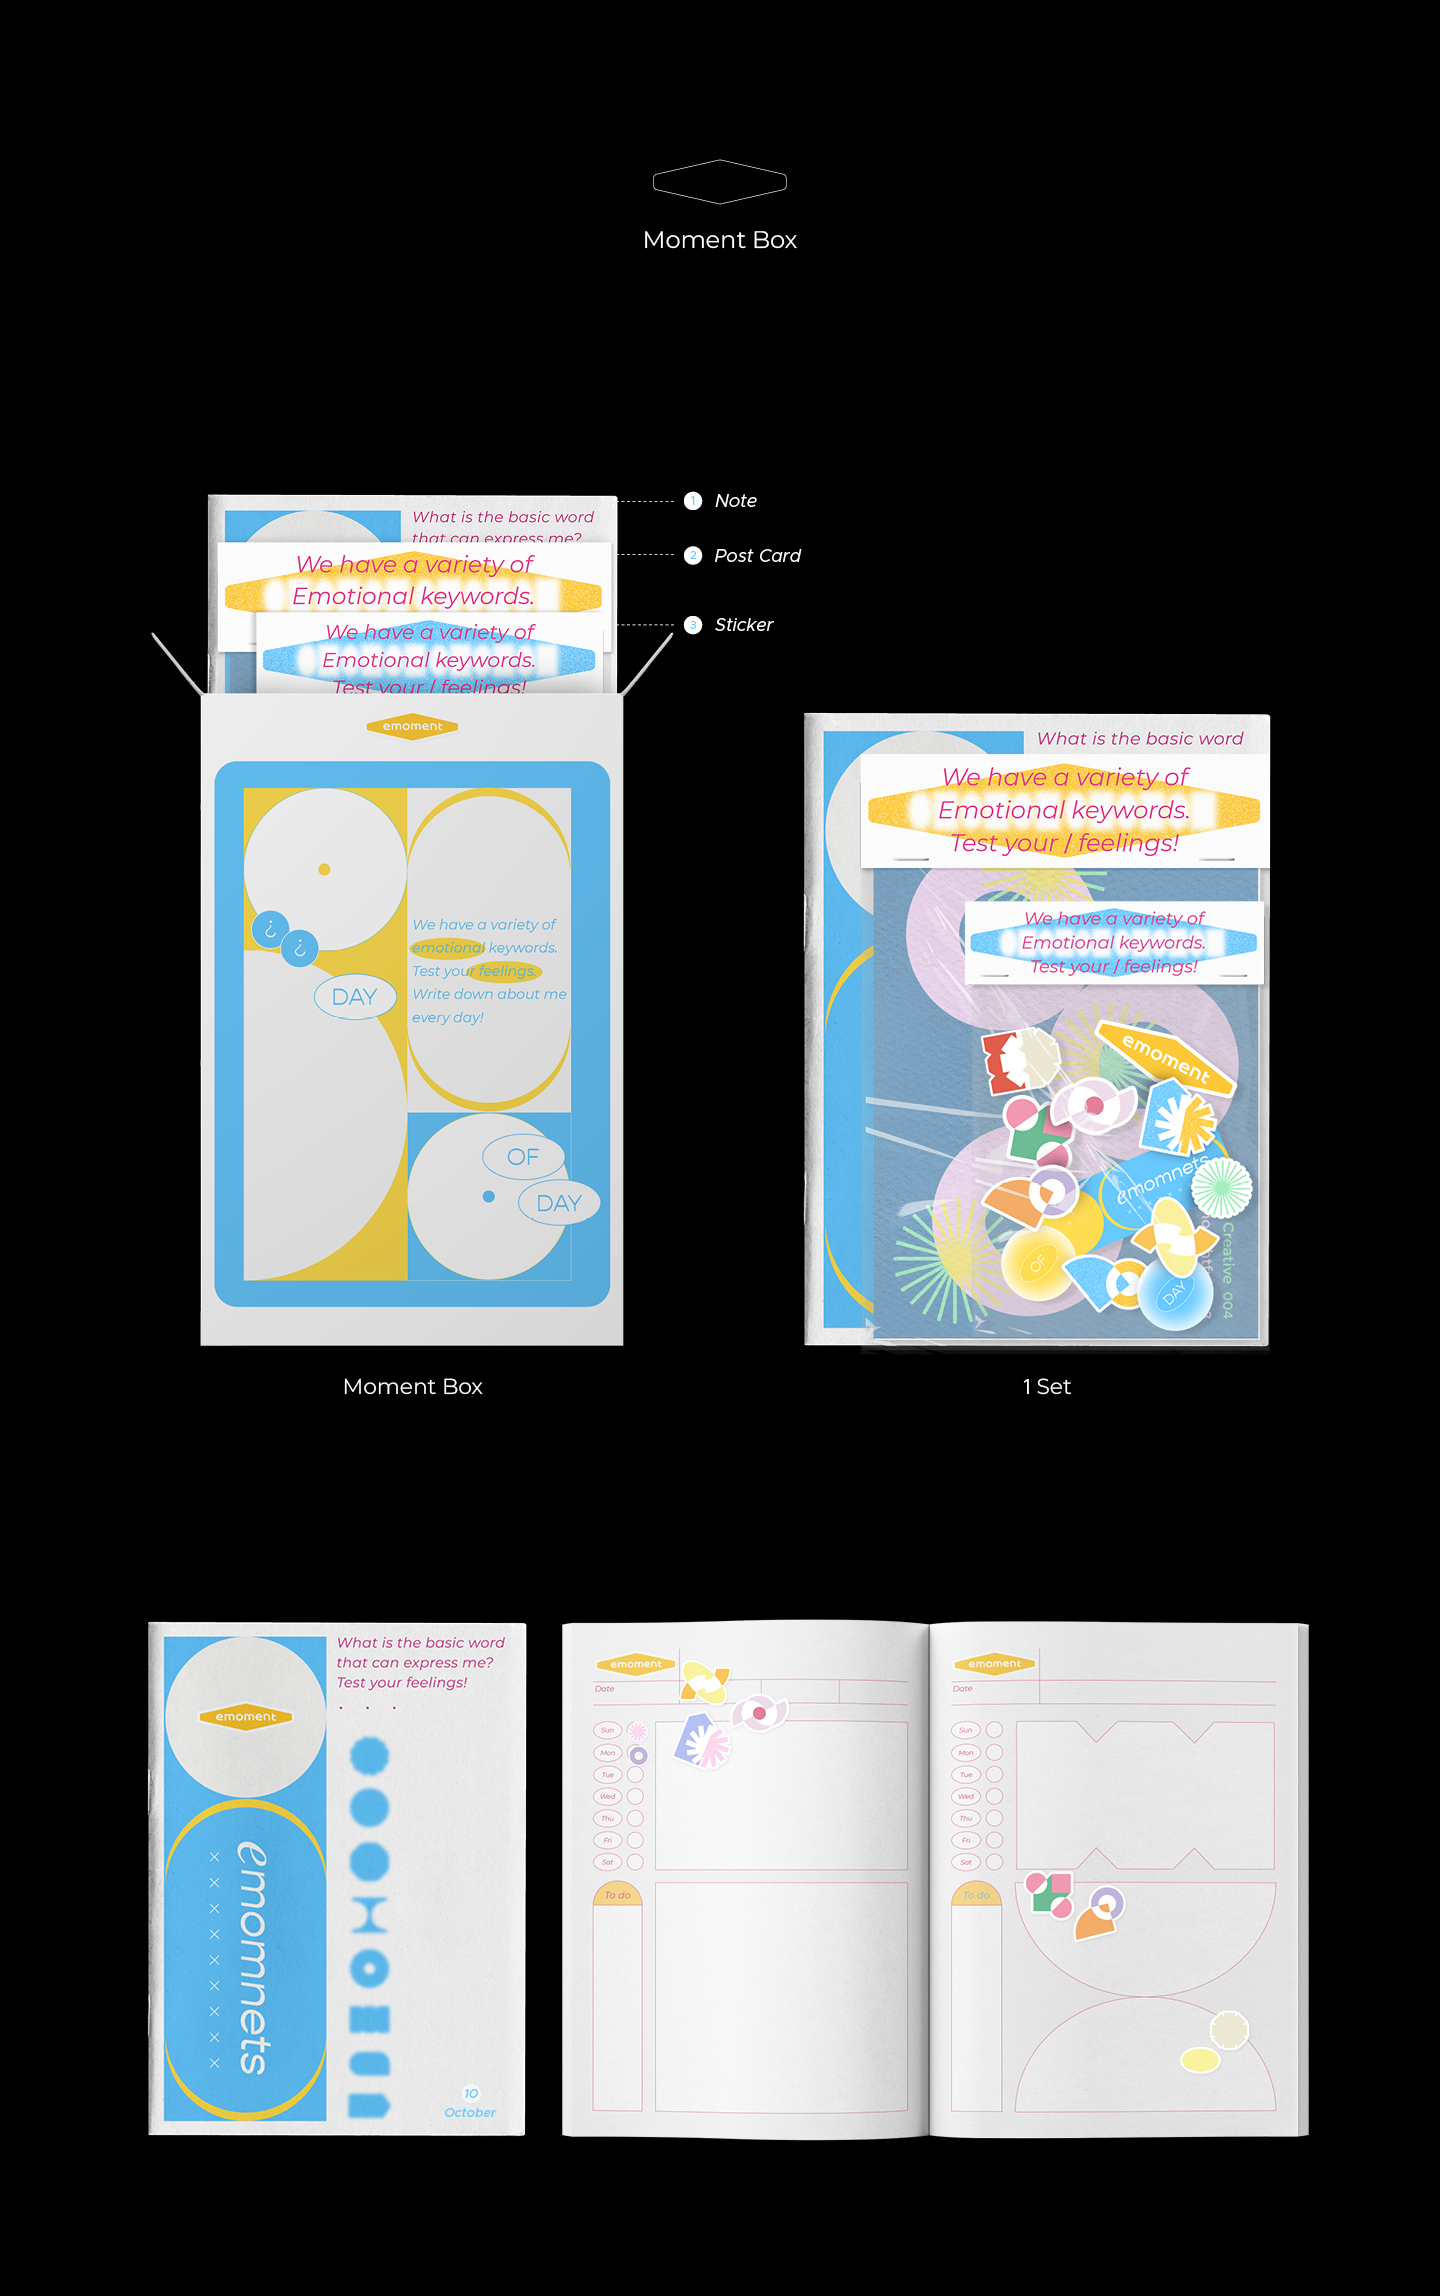 Moment Box
1 Note
2 Post Card
3 Sticker
What is the basic word
that can express me?
We have a variety of
Emotional keywords.
We have a variety of
Emotional keywords.
Test your / feelings!
emoment
¿
¿
DAY
We have a variety of
emotional keywords.
Test your feelings.
Write down about me
every day!
OF
DAY
Moment Box
What is the basic word
We have a variety of
Emotional keywords.
Test your / feelings!
We have a variety of
Emotional keywords.
Test your / feelings!
emoment
emomnets
OF
DAY
Creative 004
1 Set
emoment
emomnets
× × × × × × × × ×
What is the basic word
that can express me?
Test your feelings!
. . .
10
October
emoment
Date
Sun
Mon
Tue
Wed
Thu
Fri
Sat
To do
emoment
Date
Sun
Mon
Tue
Wed
Thu
Fri
Sat
To do